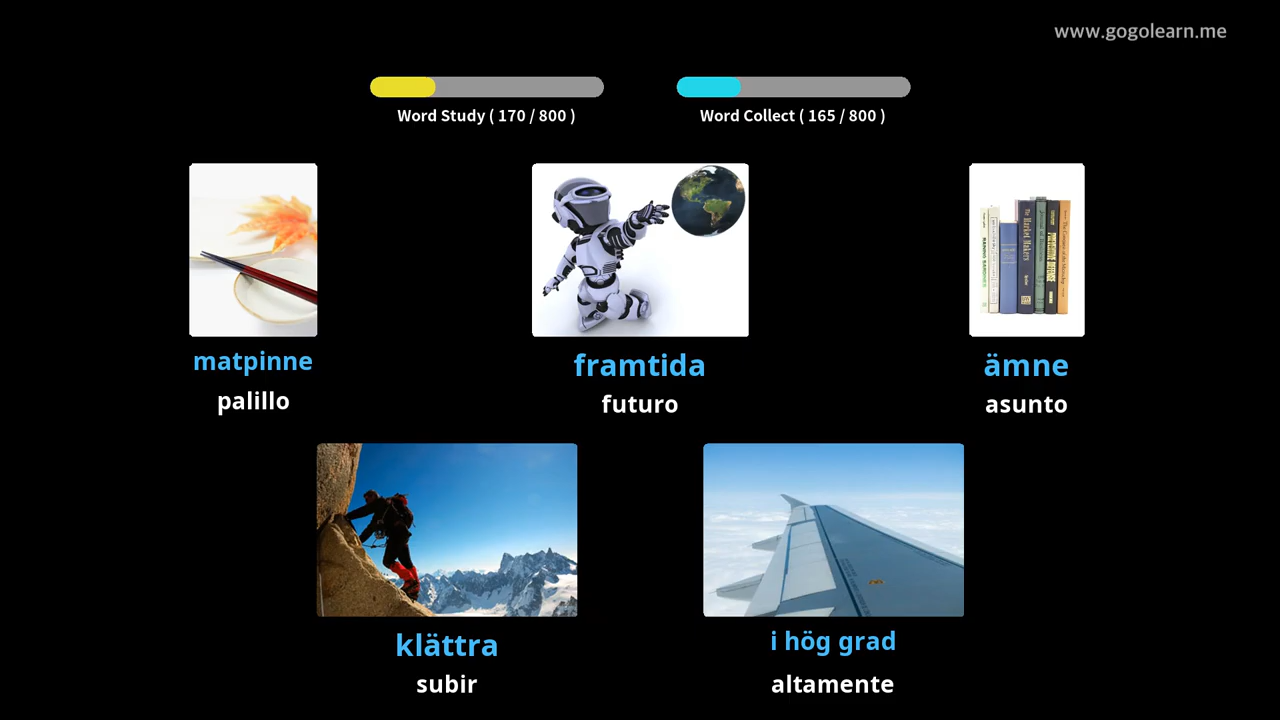 www.gogolearn.me
Word Study ( 170 / 800 )
Word Collect ( 165 / 800 )
matpinne
palillo
framtida
futuro
ämne
asunto
klättra
subir
i hög grad
altamente